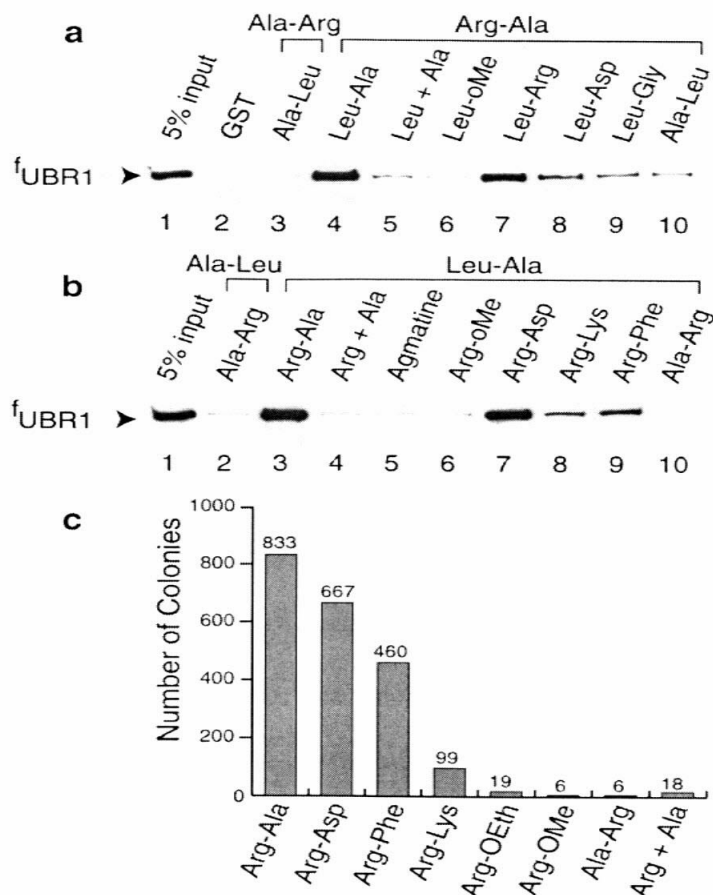 a
Ala-Arg
Arg-Ala
5% input
GST
Ala-Leu
Leu-Ala
Leu + Ala
Leu-oMe
Leu-Arg
Leu-Asp
Leu-Gly
Ala-Leu
fUBR1
1 2 3 4 5 6 7 8 9 10
b
Ala-Leu
Leu-Ala
5% input
Ala-Arg
Arg-Ala
Arg + Ala
Agmatine
Arg-oMe
Arg-Asp
Arg-Lys
Arg-Phe
Ala-Arg
fUBR1
1 2 3 4 5 6 7 8 9 10
c
Number of Colonies
1000
800
600
400
200
0
833
667
460
99
19
6
6
18
Arg-Ala
Arg-Asp
Arg-Phe
Arg-Lys
Arg-OEth
Arg-OMe
Ala-Arg
Arg + Ala